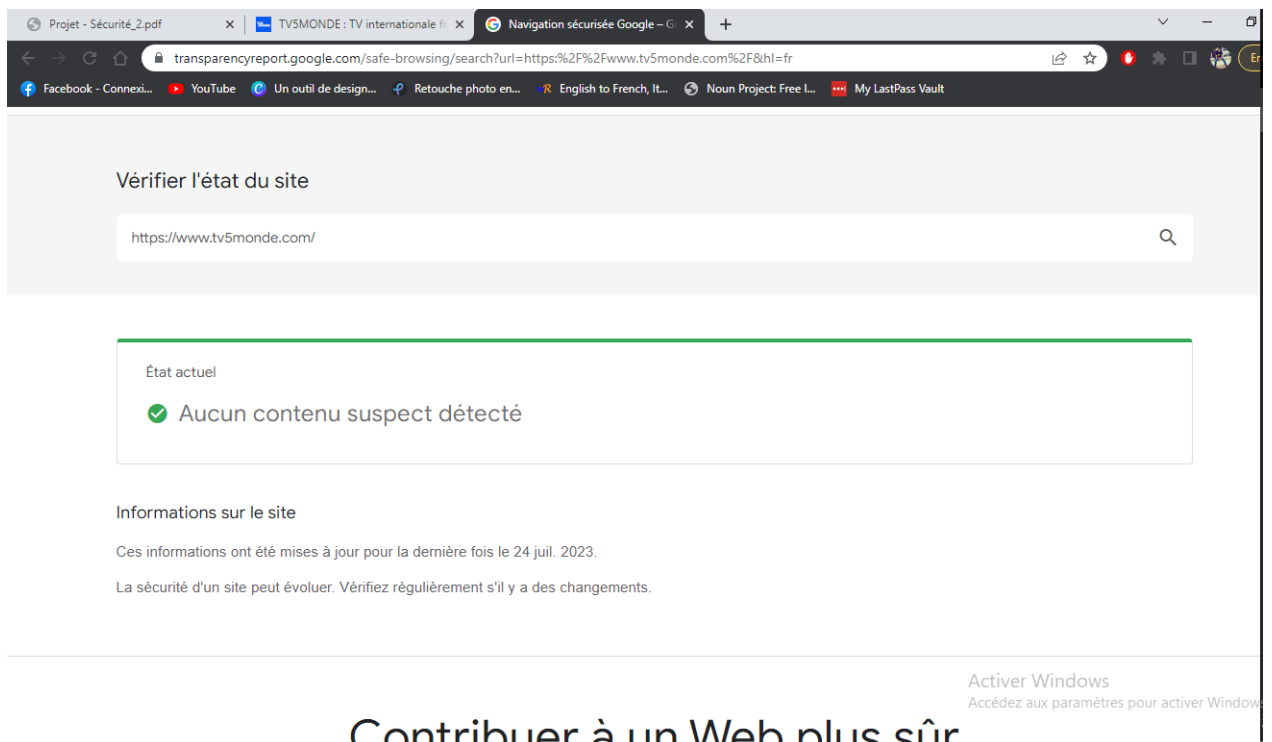 Projet - Sécurité_2.pdf
TV5MONDE : TV internationale fr
Navigation sécurisée Google – G
transparencyreport.google.com/safe-browsing/search?url=https:%2F%2Fwww.tv5monde.com%2F&hl=fr
Er
Facebook - Connexi... YouTube Un outil de design... Retouche photo en... English to French, It... Noun Project: Free I... My LastPass Vault
Vérifier l'état du site
https://www.tv5monde.com/
État actuel
Aucun contenu suspect détecté
Informations sur le site
Ces informations ont été mises à jour pour la dernière fois le 24 juil. 2023.
La sécurité d'un site peut évoluer. Vérifiez régulièrement s'il y a des changements.
Activer Windows
Accédez aux paramètres pour activer Window
Contribuer à un Web plus sûr